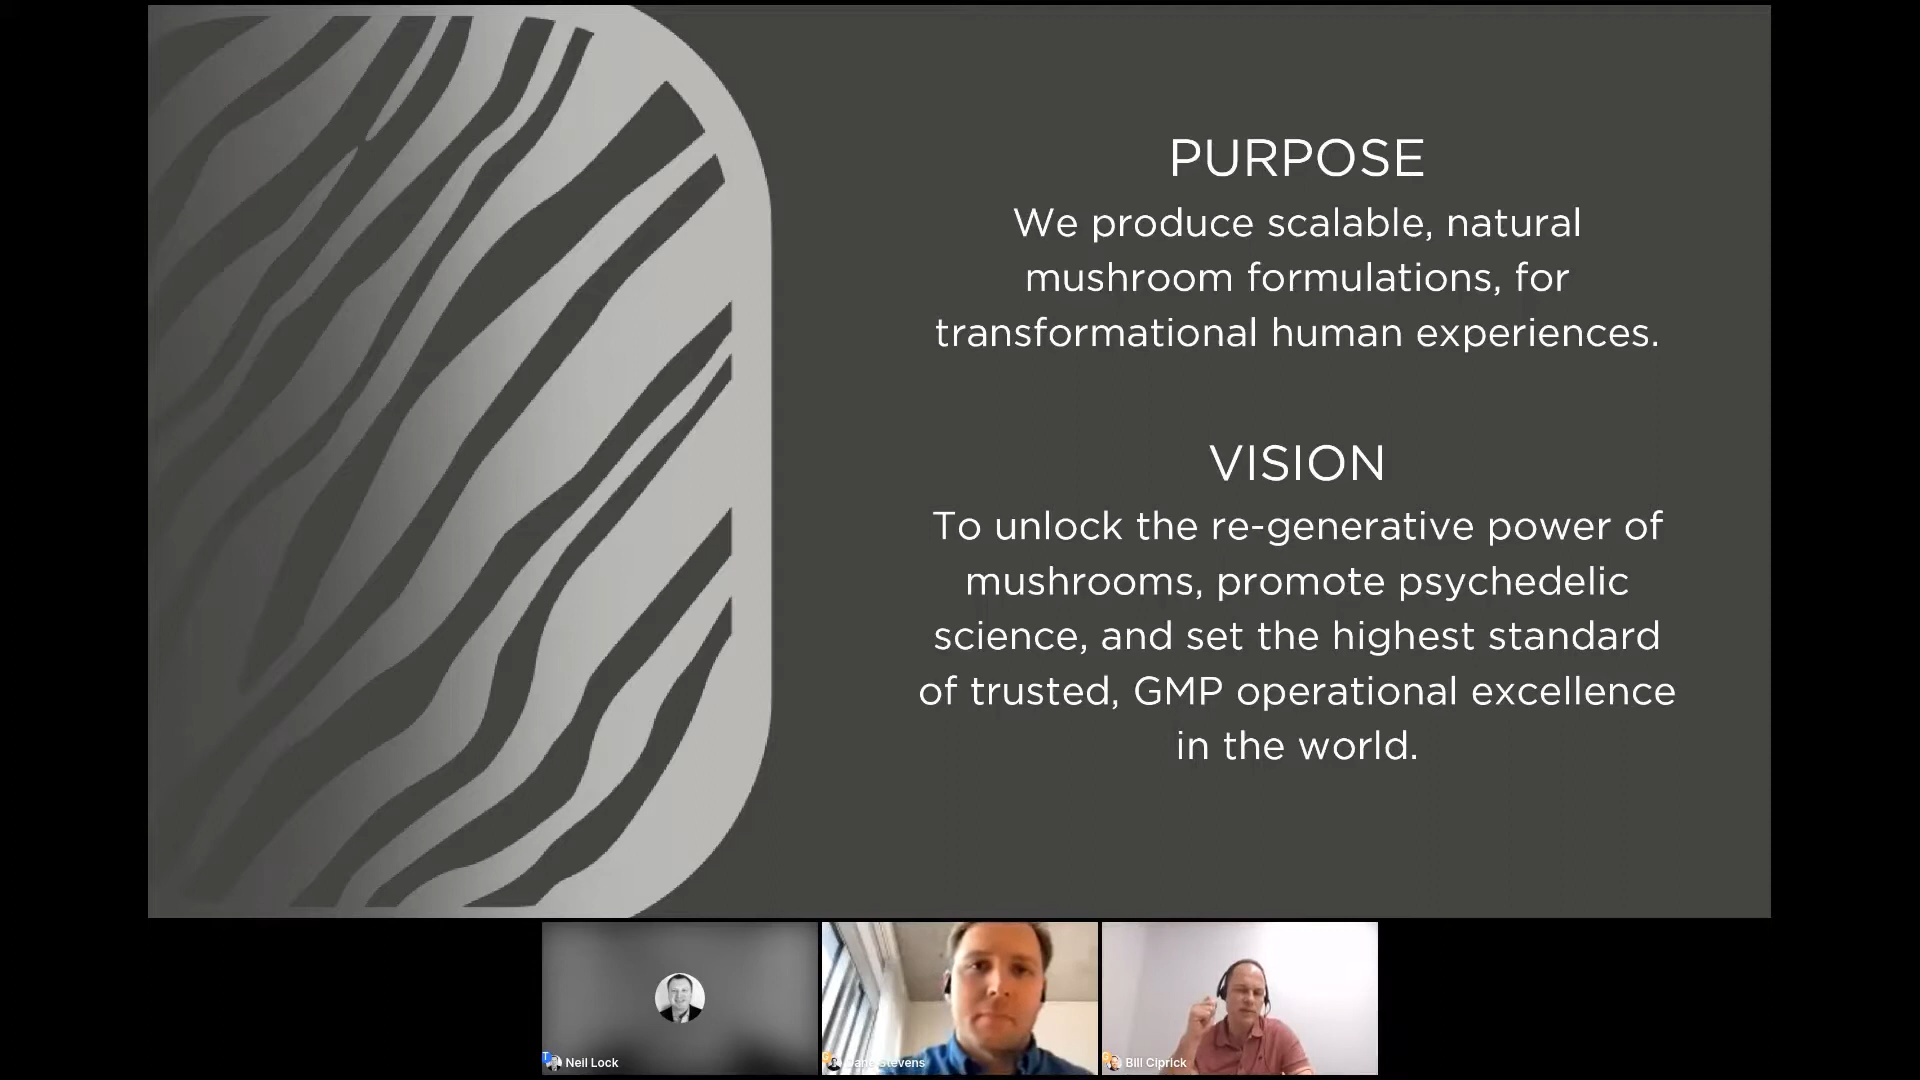 PURPOSE
We produce scalable, natural
mushroom formulations, for
transformational human experiences.
VISION
To unlock the re-generative power of
mushrooms, promote psychedelic
science, and set the highest standard
of trusted, GMP operational excellence
in the world.
Neil Lock
Stevens
Bill Ciprick